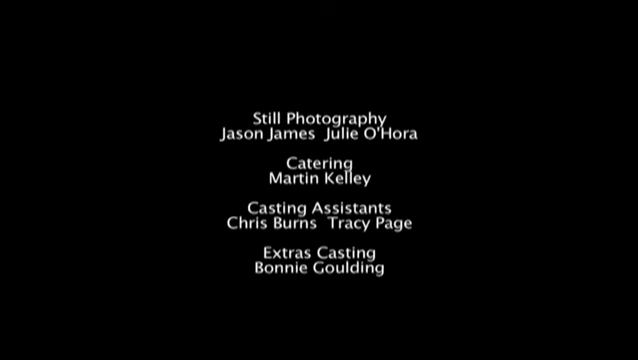 Still Photography
Jason James  Julie O'Hora
Catering
Martin Kelley
Casting Assistants
Chris Burns  Tracy Page
Extras Casting
Bonnie Goulding